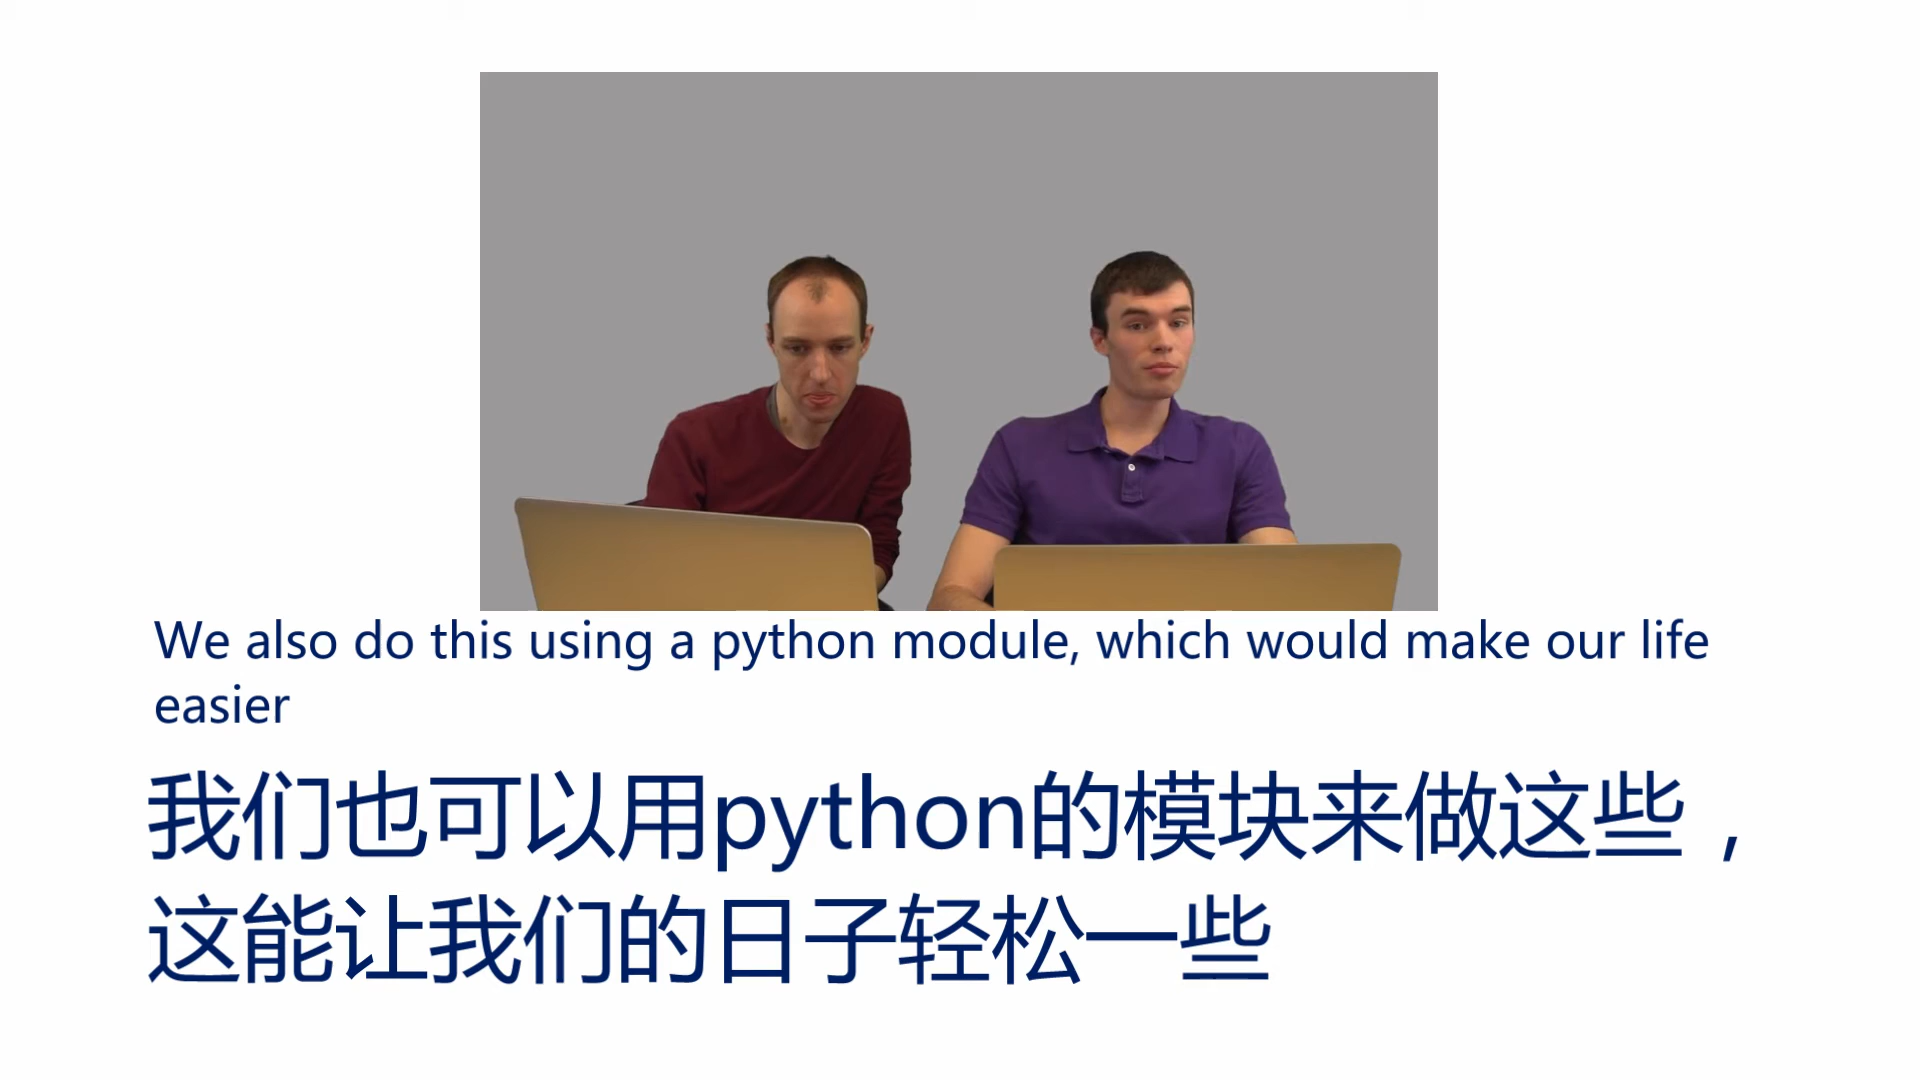 We also do this using a python module, which would make our life
easier
我们也可以用python的模块来做这些，
这能让我们的日子轻松一些